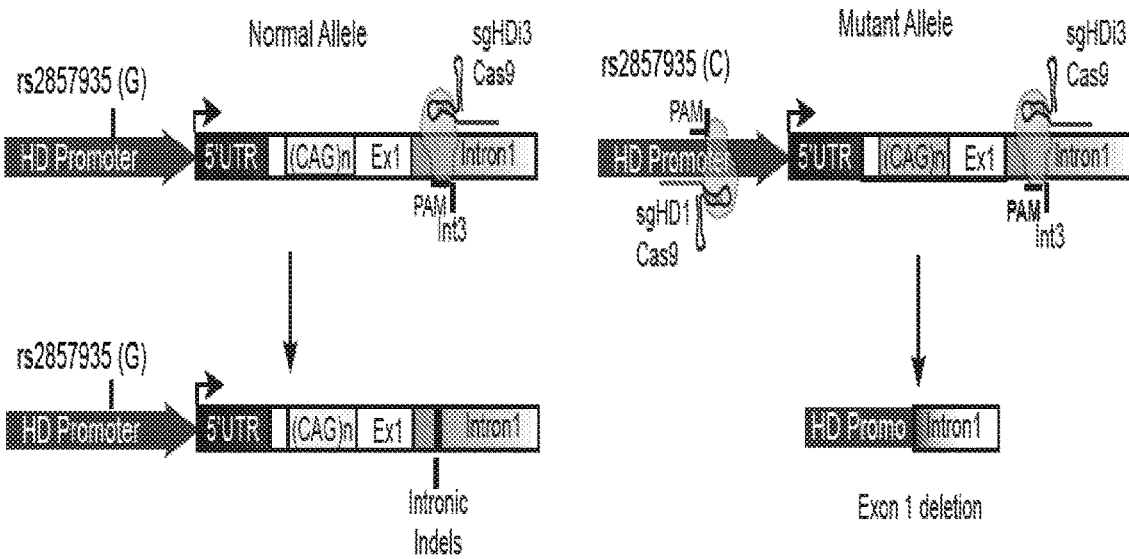 Normal Allele
sgHDi3
Cas9
rs2857935 (G)
HD Promoter
5'UTR
(CAG)n
Ex1
Intron1
PAM
Int3
rs2857935 (G)
HD Promoter
5'UTR
(CAG)n
Ex1
Intron1
Intronic
Indels
Mutant Allele
sgHDi3
Cas9
rs2857935 (C)
PAM
HD Promote
5'UTR
(CAG)n
Ex1
Intron1
sgHD1
Cas9
PAM
Int3
HD Promo
Intron1
Exon 1 deletion